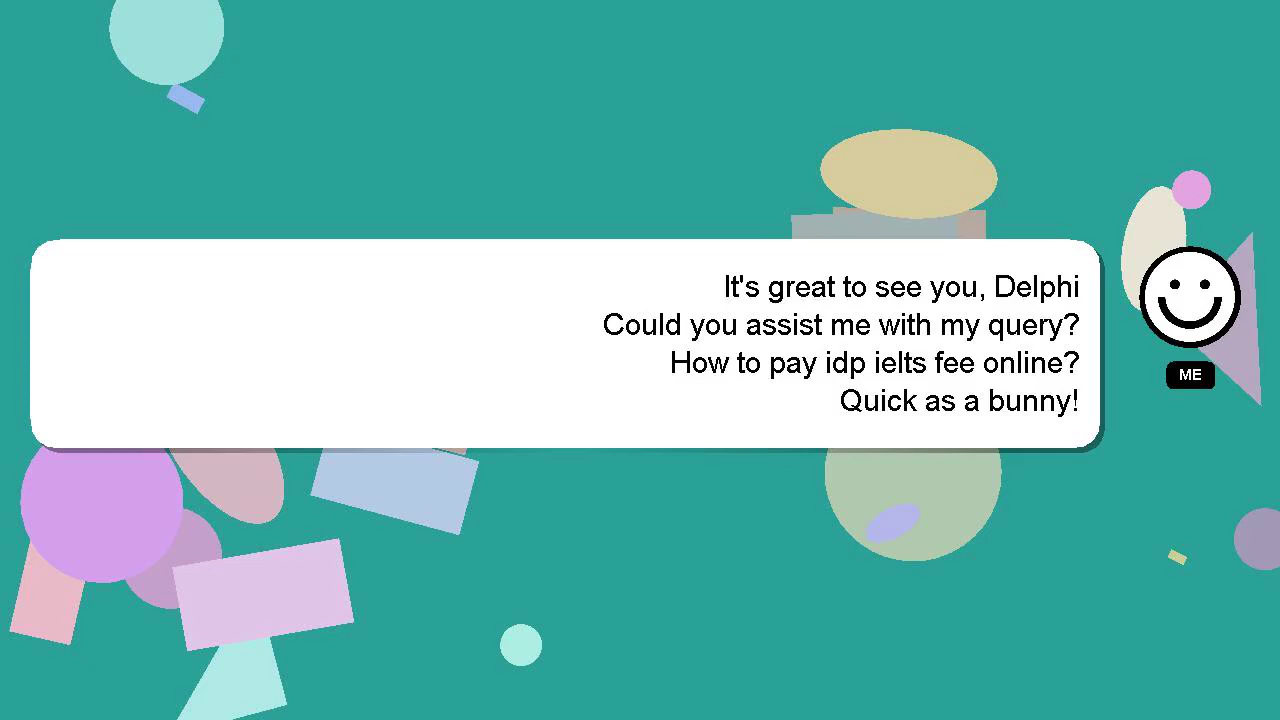 It's great to see you, Delphi
Could you assist me with my query?
How to pay idp ielts fee online?
Quick as a bunny!
ME